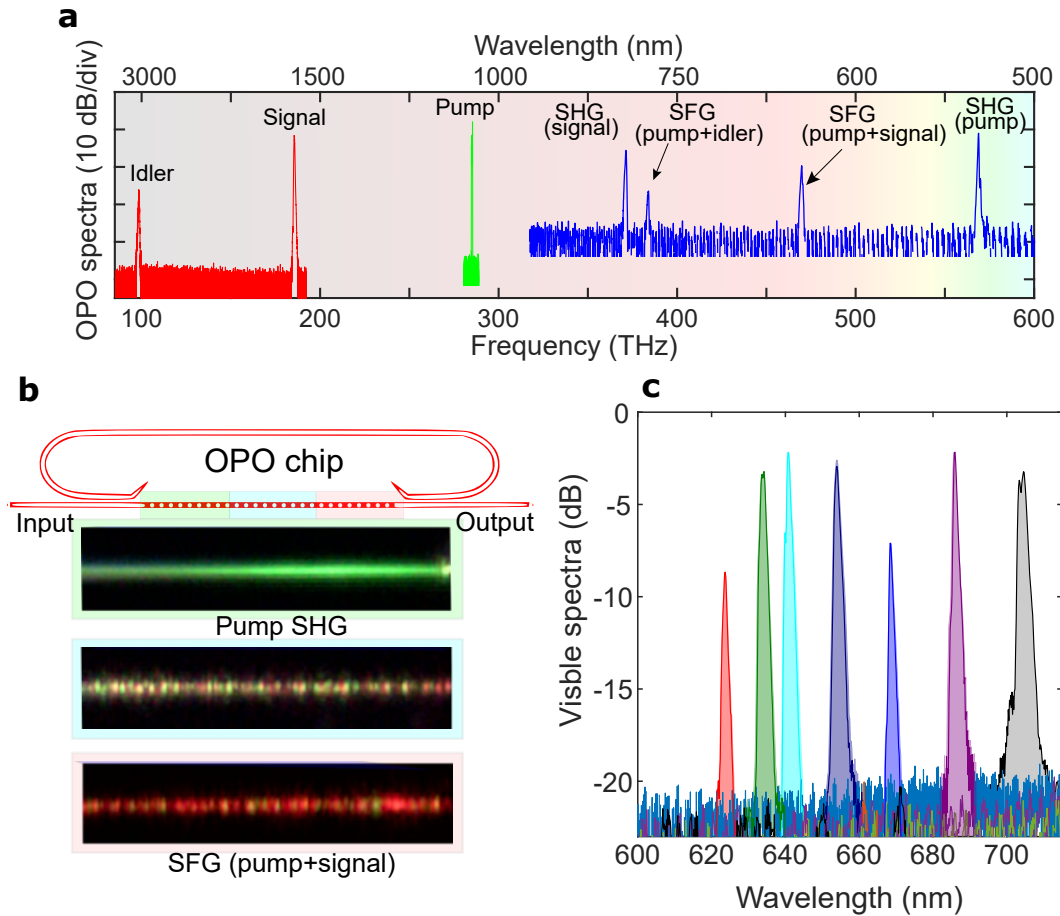 a
Wavelength (nm)
3000 1500 1000 750 600 500
OPO spectra (10 dB/div)
Idler
Signal
Pump
SHG
(signal)
SFG
(pump+idler)
SFG
(pump+signal)
SHG
(pump)
100 200 300 400 500 600
Frequency (THz)
b
OPO chip
Input
Output
Pump SHG
SFG (pump+signal)
c
Visble spectra (dB)
0
-5
-10
-15
-20
600 620 640 660 680 700
Wavelength (nm)